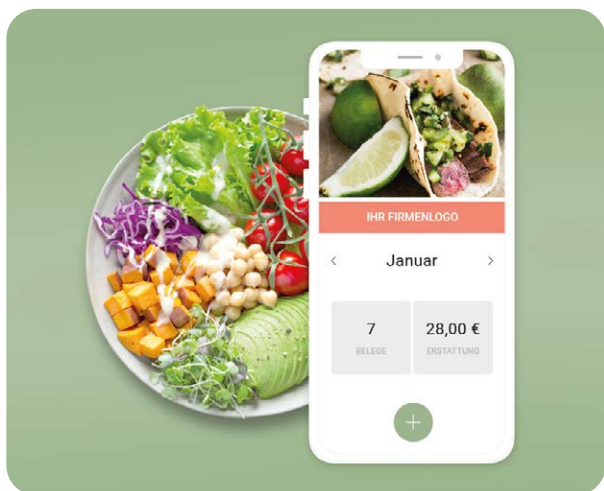 IHR FIRMENLOGO
Januar
7
28,00 €
BELEGE
ERSTATTUNG